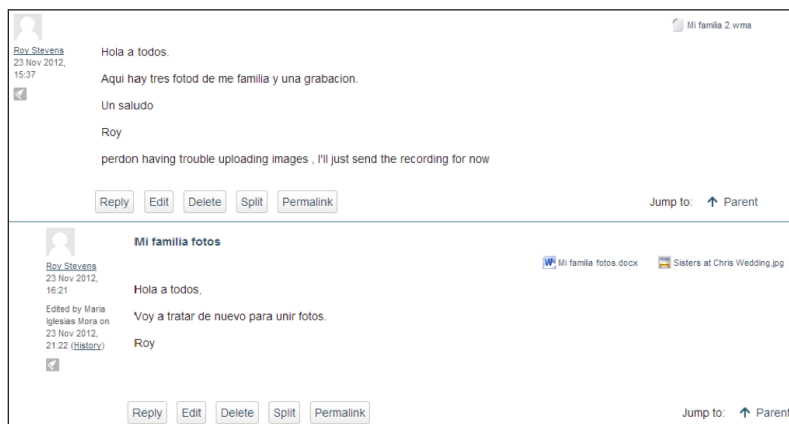 Mi familia 2.wma
Roy Stevens
23 Nov 2012,
15:37
Hola a todos.
Aqui hay tres fotod de me familia y una grabacion.
Un saludo
Roy
perdon having trouble uploading images , I'll just send the recording for now
Reply Edit Delete Split Permalink
Jump to: Parent
Mi familia fotos
Mi familia fotos.docx Sisters at Chris Wedding.jpg
Roy Stevens
23 Nov 2012,
16:21
Edited by Maria
Iglesias Mora on
23 Nov 2012,
21:22 (History)
Hola a todos,
Voy a tratar de nuevo para unir fotos.
Roy
Reply Edit Delete Split Permalink
Jump to: Parent